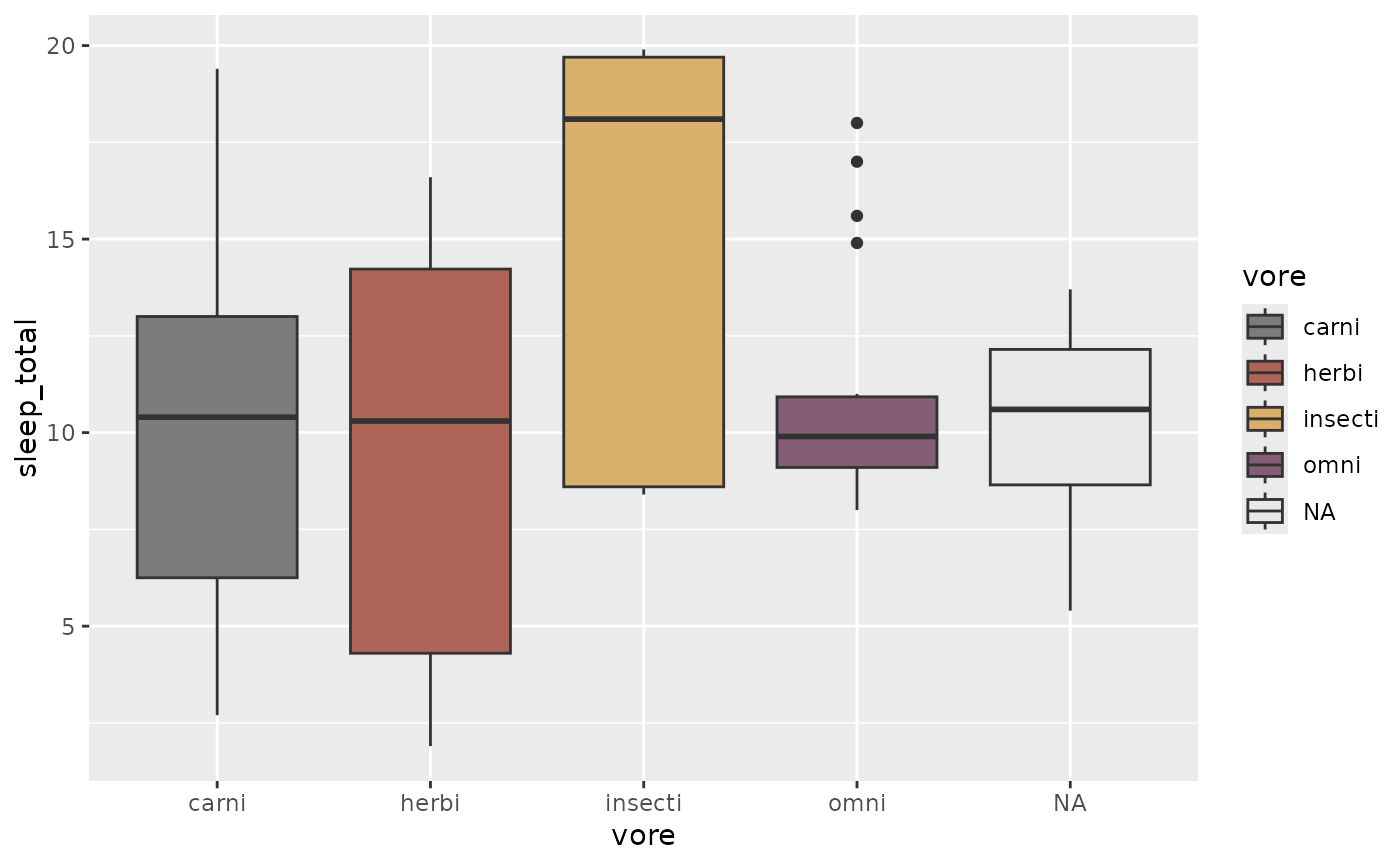 20
15
10
5
sleep_total
carni
herbi
insecti
omni
NA
vore
vore
carni
herbi
insecti
omni
NA